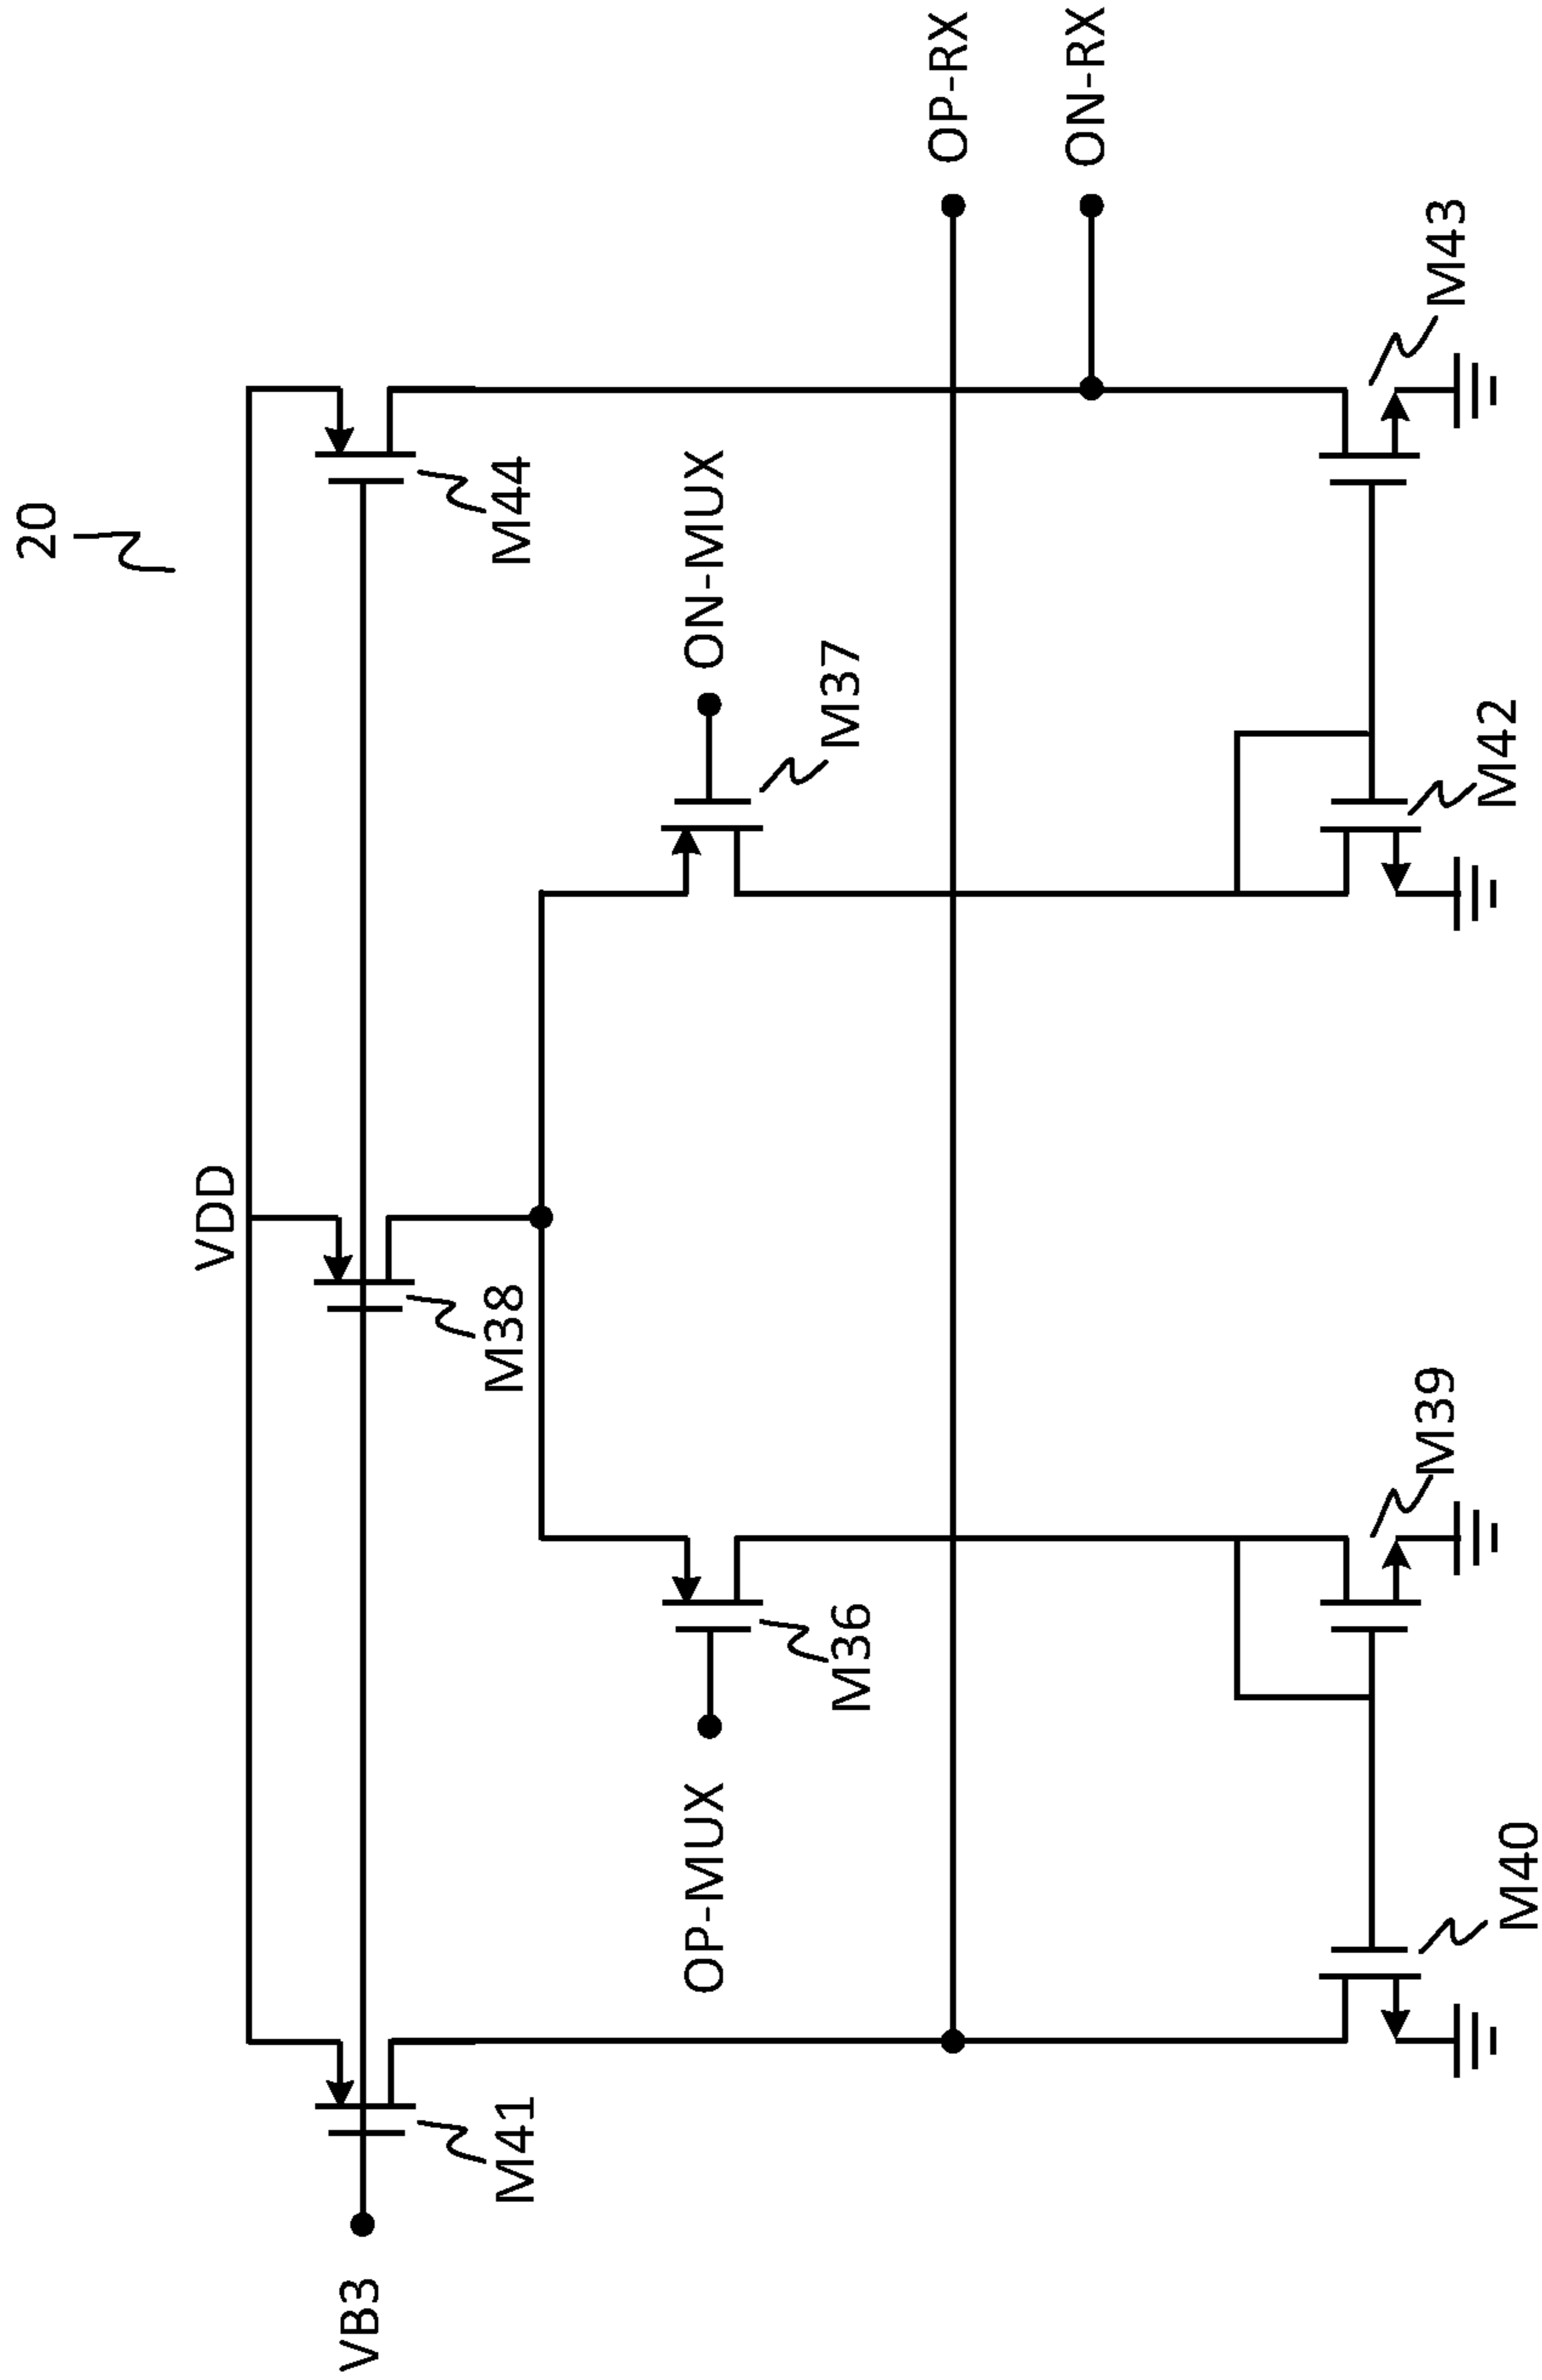 20
VDD
VB3
M41
M38
M44
OP-MUX
M36
ON-MUX
M37
OP-RX
ON-RX
M40
M39
M42
M43